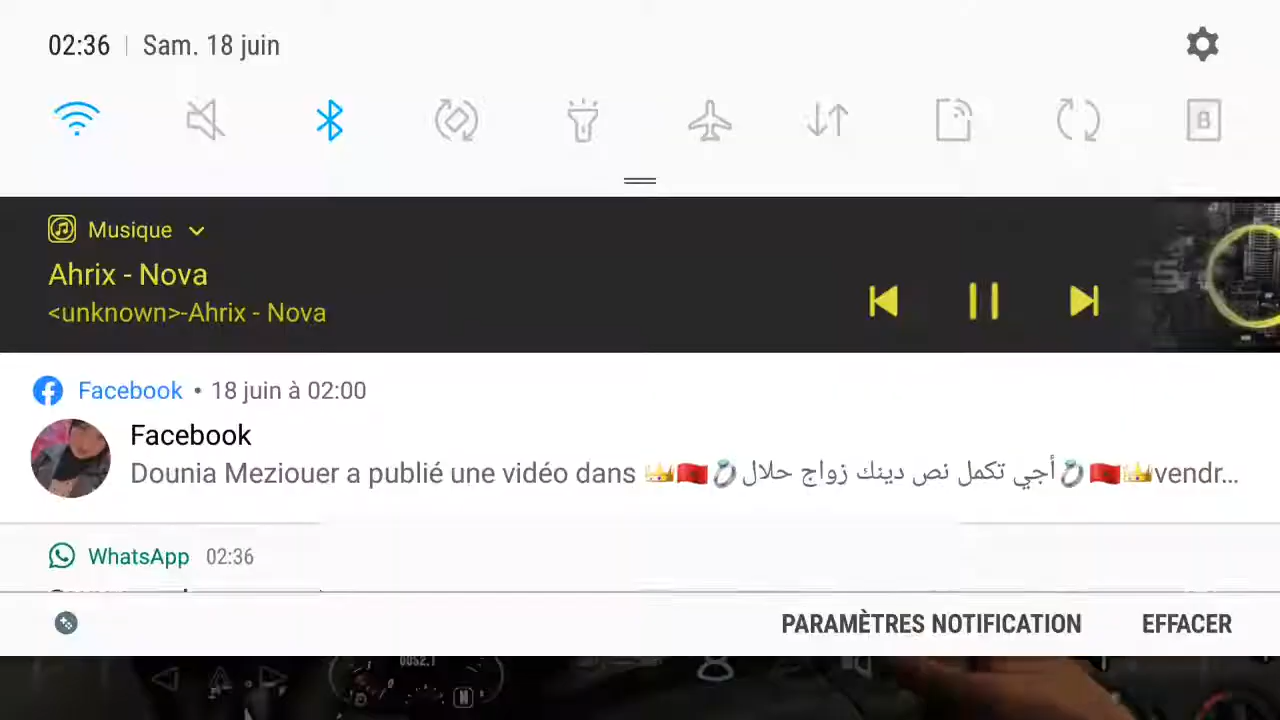 02:36 | Sam. 18 juin
B
Musique
Ahrix - Nova
<unknown>-Ahrix - Nova
Facebook • 18 juin à 02:00
Facebook
Dounia Meziouer a publié une vidéo dans 👑🇲🇦💍أجي تكمل نص دينك زواج حلال💍🇲🇦👑vendr...
WhatsApp 02:36
PARAMÈTRES NOTIFICATION EFFACER
N